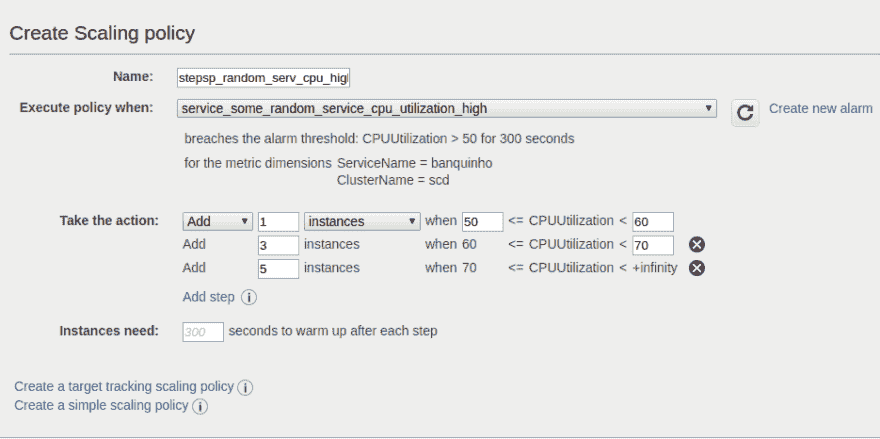 Create Scaling policy
Name: stepsp_random_serv_cpu_higl
Execute policy when: service_some_random_service_cpu_utilization_high Create new alarm
breaches the alarm threshold: CPUUtilization > 50 for 300 seconds
for the metric dimensions ServiceName = banquinho
ClusterName = scd
Take the action: Add 1 instances when 50 <= CPUUtilization < 60
Add 3 instances when 60 <= CPUUtilization < 70
Add 5 instances when 70 <= CPUUtilization < +infinity
Add step i
Instances need: 300 seconds to warm up after each step
Create a target tracking scaling policy i
Create a simple scaling policy i